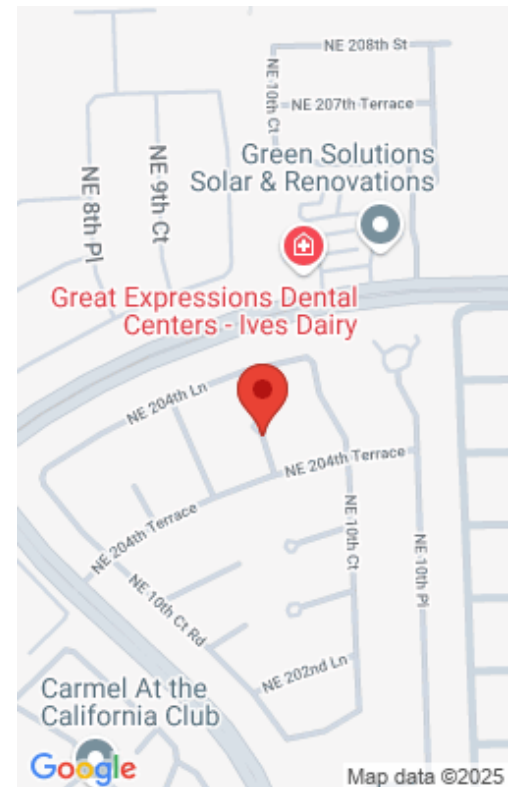 NE 208th St
NE 10th Ct
NE 207th Terrace
NE 9th Ct
NE 8th Pl
Green Solutions
Solar & Renovations
Great Expressions Dental
Centers - Ives Dairy
NE 204th Ln
NE 204th Terrace
NE 204th Terrace
NE 10th Ct
NE 10th Pl
NE 10th Ct Rd
NE 202nd Ln
Carmel At the
California Club
Google
Map data ©2025